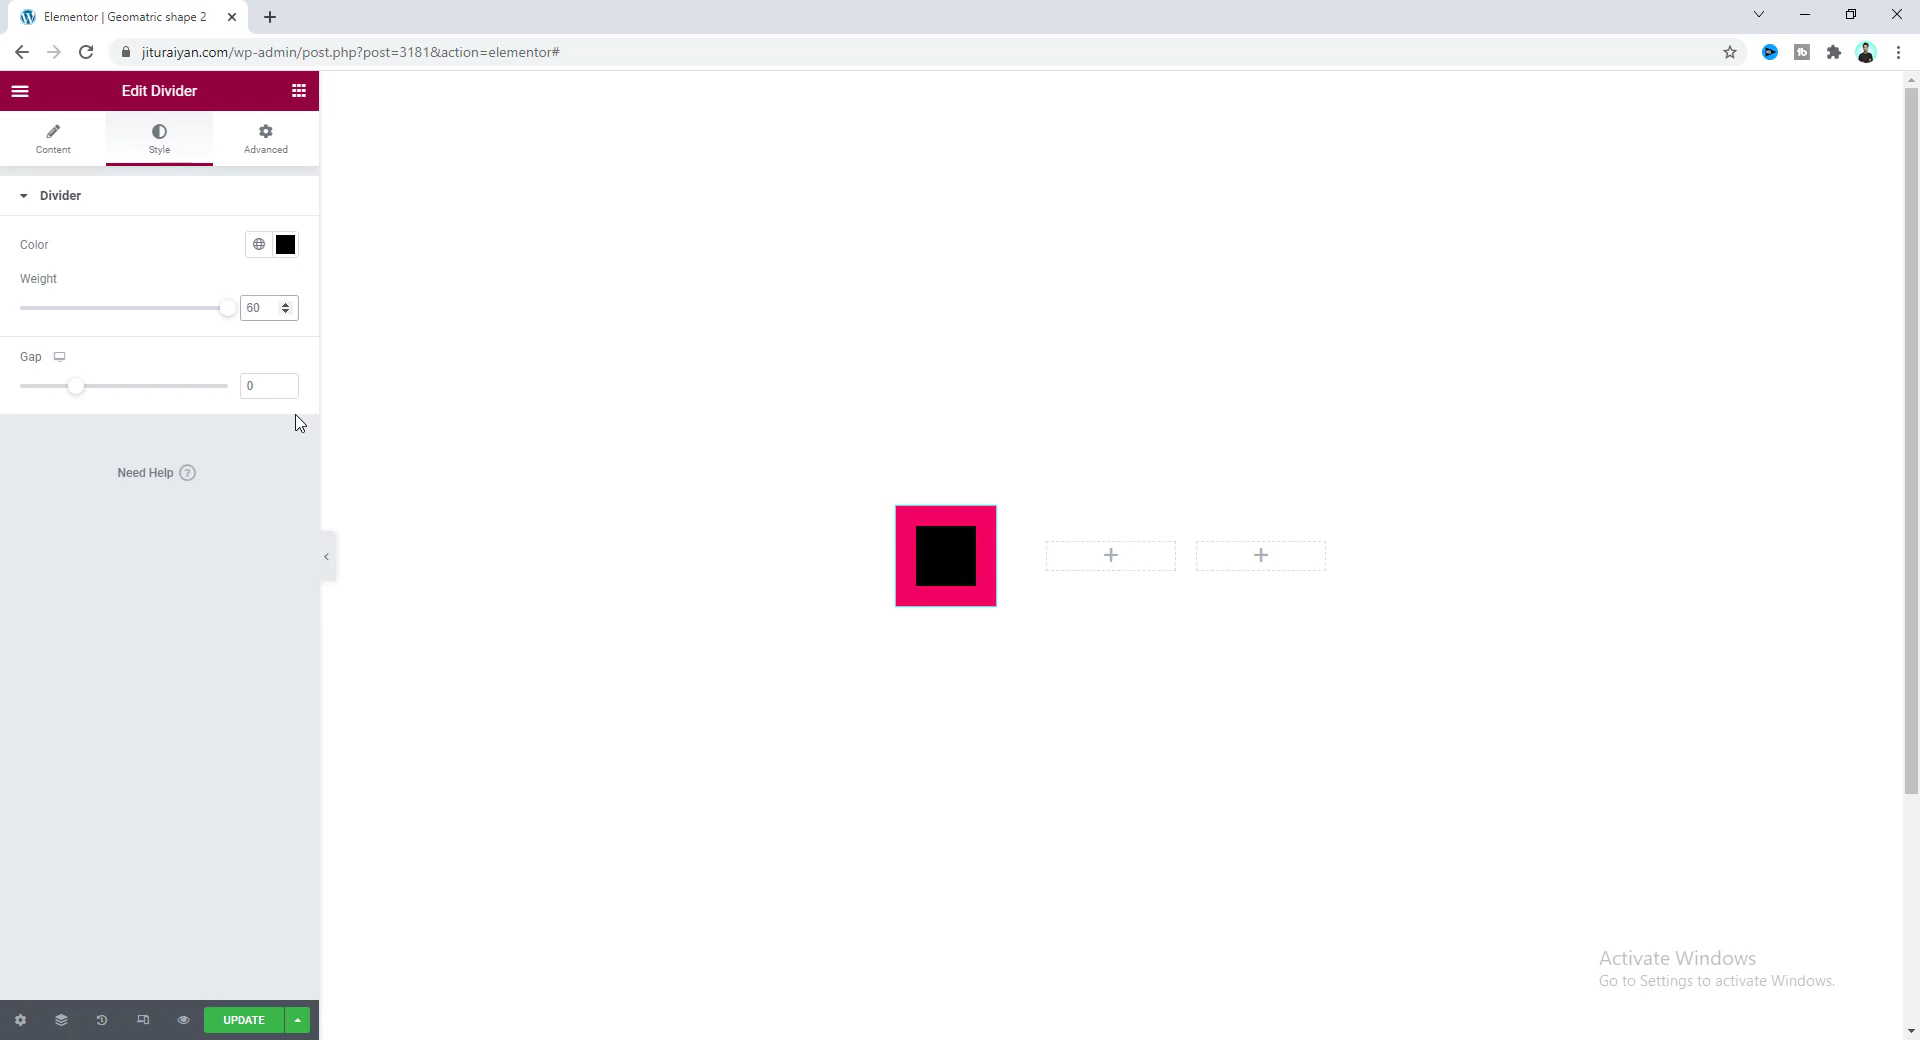 Elementor | Geomatric shape 2
jituraiyan.com/wp-admin/post.php?post=3181&action=elementor#
Edit Divider
Content
Style
Advanced
Divider
Color
Weight
60
Gap
0
Need Help ?
UPDATE
Activate Windows
Go to Settings to activate Windows.